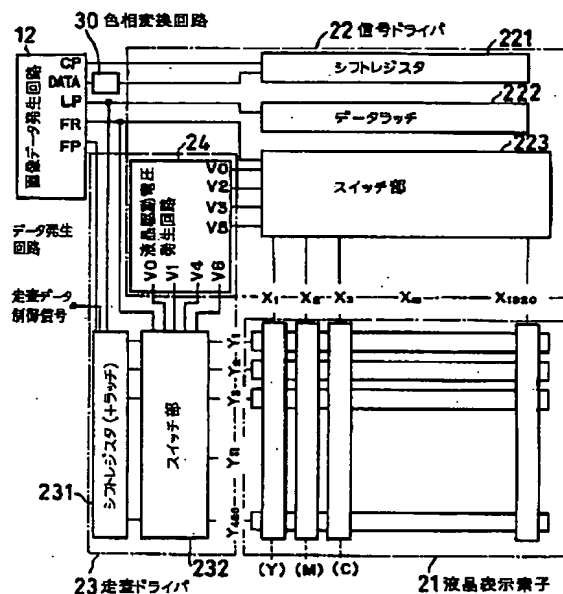 30 色相変換回路
12
22 信号ドライバ
221
CP
DATA
LP
FR
FP
画像データ発生回路
シフトレジスタ
222
データラッチ
24
223
液晶駆動電圧発生回路
V0
V2
V3
V5
スイッチ部
データ発生
回路
V0
V1
V4
V6
走査データ
制御信号
X1
X2
X3
Xm
X1920
シフトレジスタ(+ラッチ)
スイッチ部
Y1
Y2
Y3
Yn
Y480
231
232
23 走査ドライバ
(Y)
(M)
(C)
21 液晶表示素子